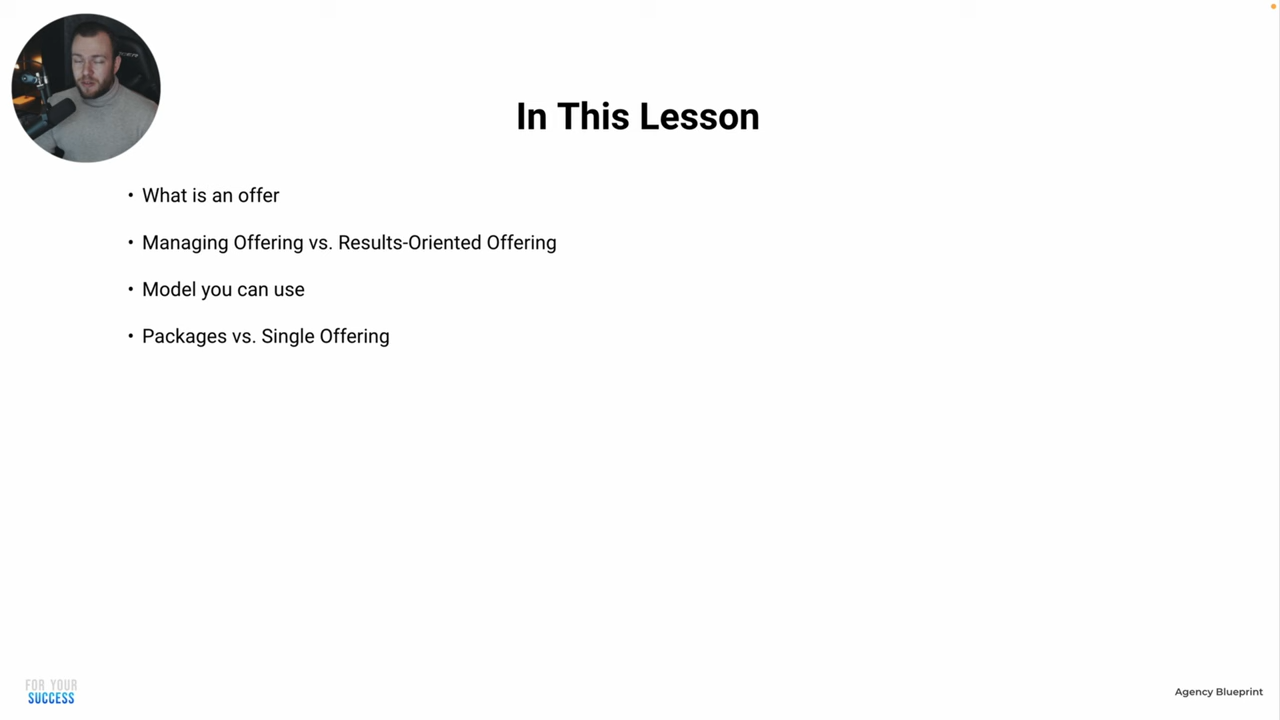 In This Lesson
• What is an offer
• Managing Offering vs. Results-Oriented Offering
• Model you can use
• Packages vs. Single Offering
FOR YOUR
SUCCESS
Agency Blueprint